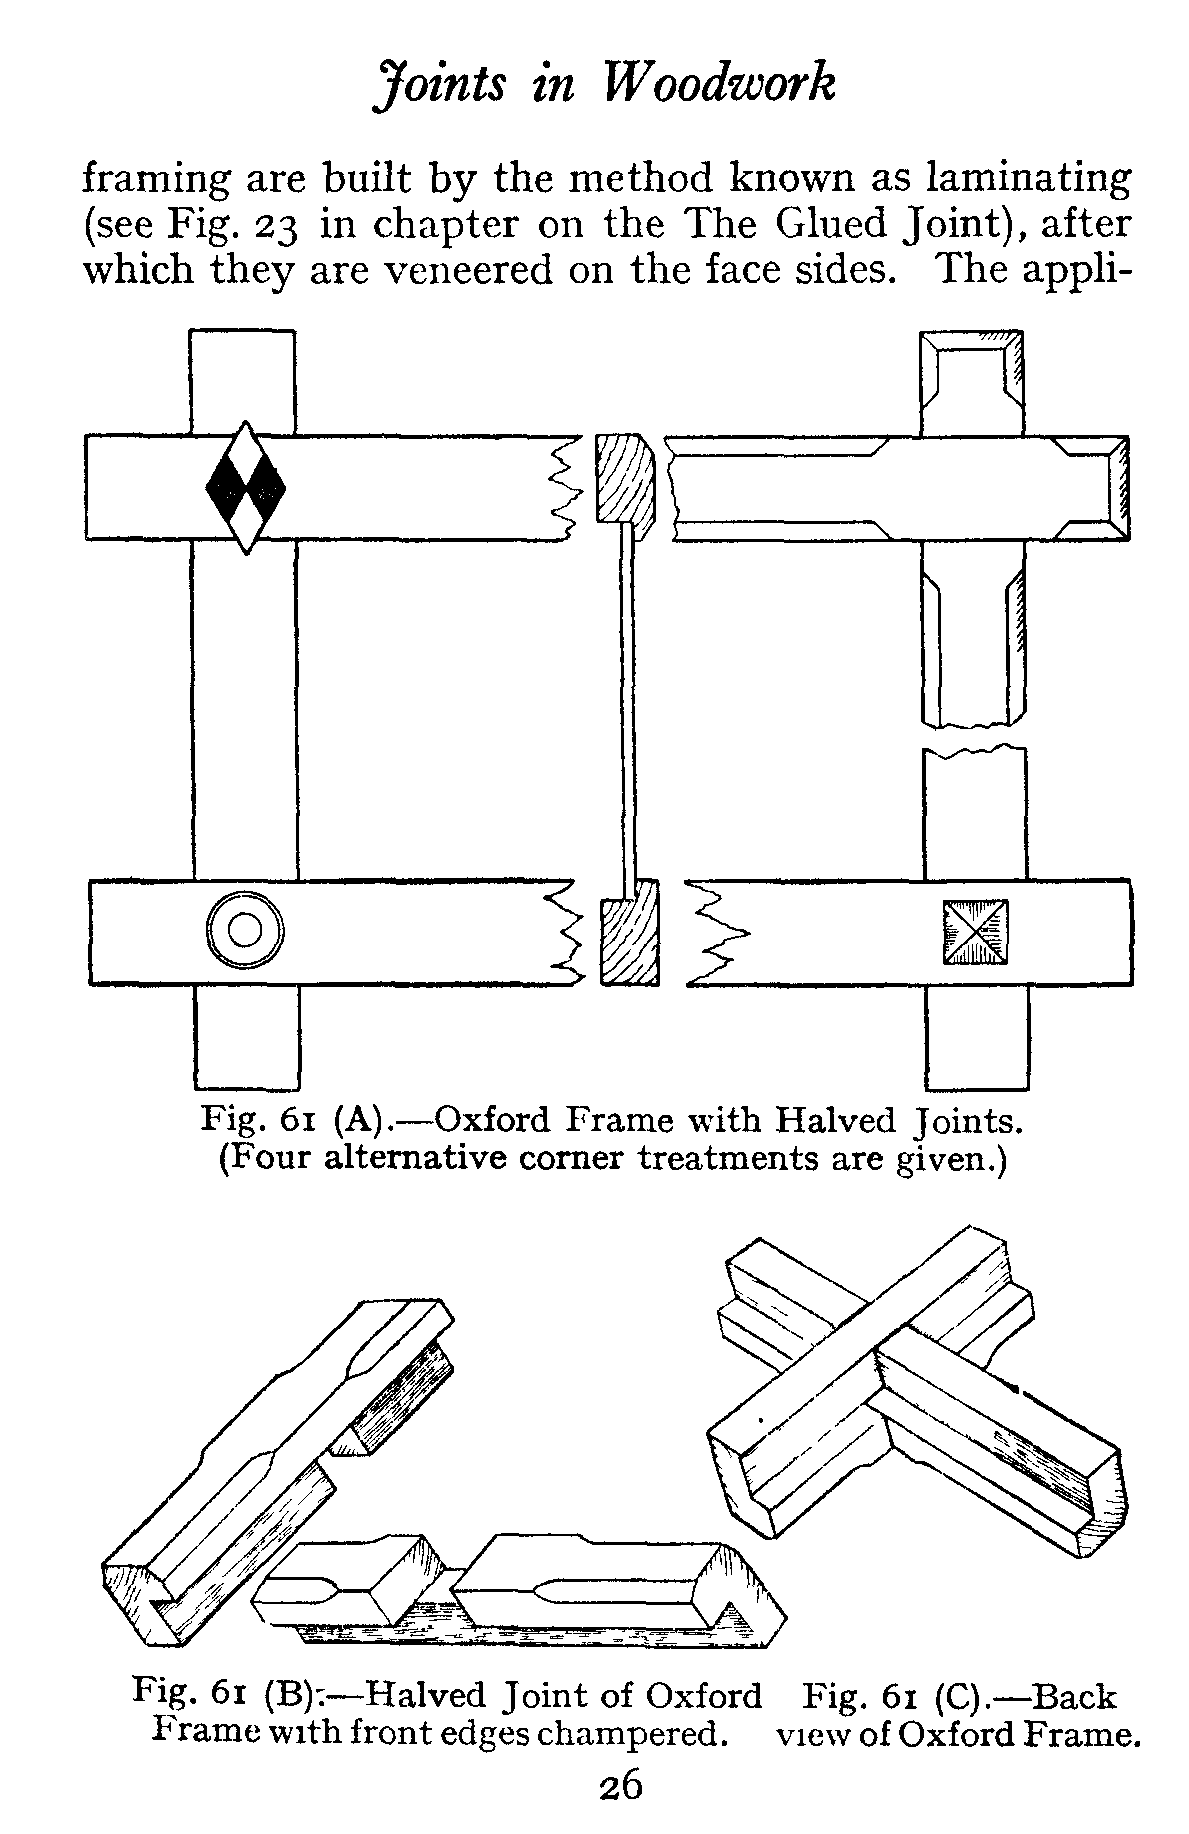 Joints in Woodwork
framing are built by the method known as laminating
(see Fig. 23 in chapter on the The Glued Joint), after
which they are veneered on the face sides. The appli-
Fig. 61 (A).—Oxford Frame with Halved Joints.
(Four alternative corner treatments are given.)
Fig. 61 (B).—Halved Joint of Oxford
Frame with front edges champered.
Fig. 61 (C).—Back
view of Oxford Frame.
26